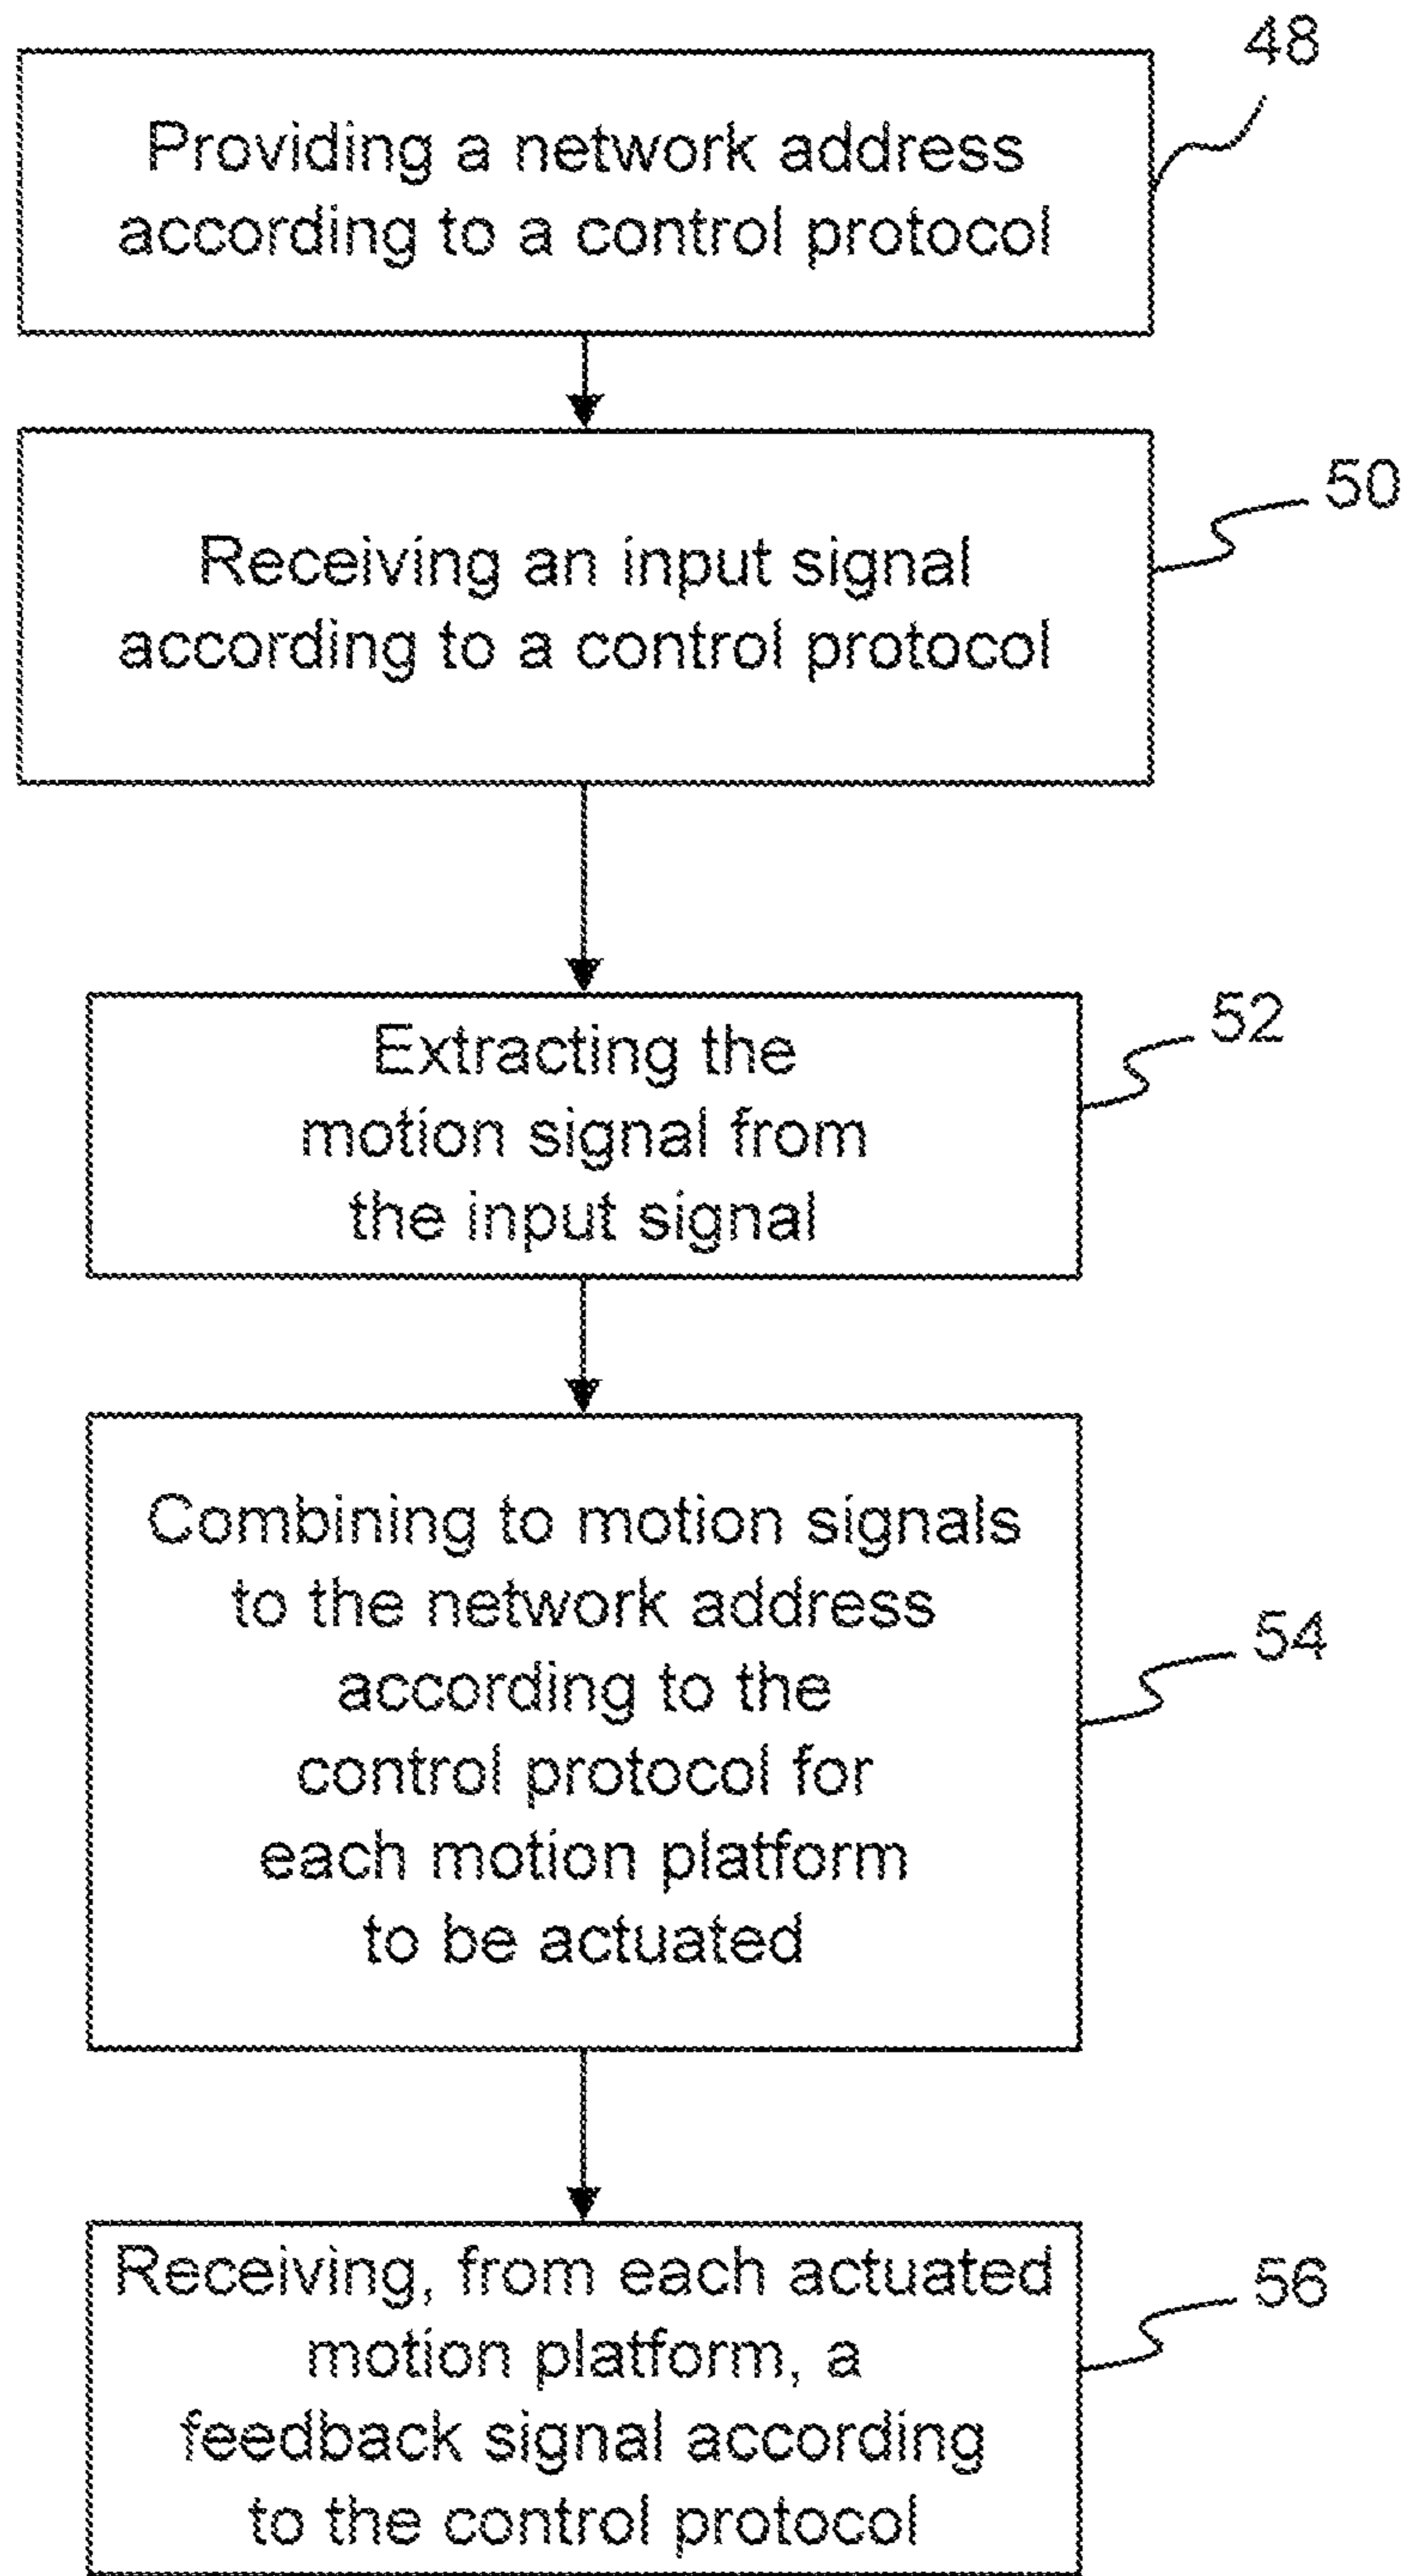 48
Providing a network address
according to a control protocol
50
Receiving an input signal
according to a control protocol
52
Extracting the
motion signal from
the input signal
Combining to motion signals
to the network address
according to the
control protocol for
each motion platform
to be actuated
54
Receiving, from each actuated
motion platform, a
feedback signal according
to the control protocol
56